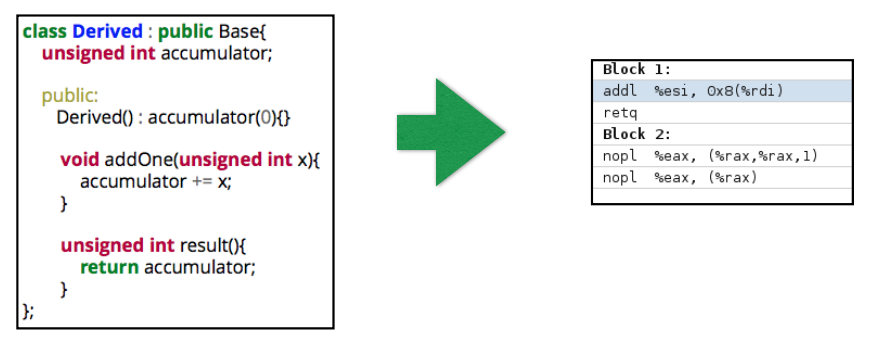 class Derived : public Base{
unsigned int accumulator;
public:
Derived() : accumulator(0){}
void addOne(unsigned int x){
accumulator += x;
}
unsigned int result(){
return accumulator;
}
};
Block 1:
addl %esi, 0x8(%rdi)
retq
Block 2:
nopl %eax, (%rax,%rax,1)
nopl %eax, (%rax)